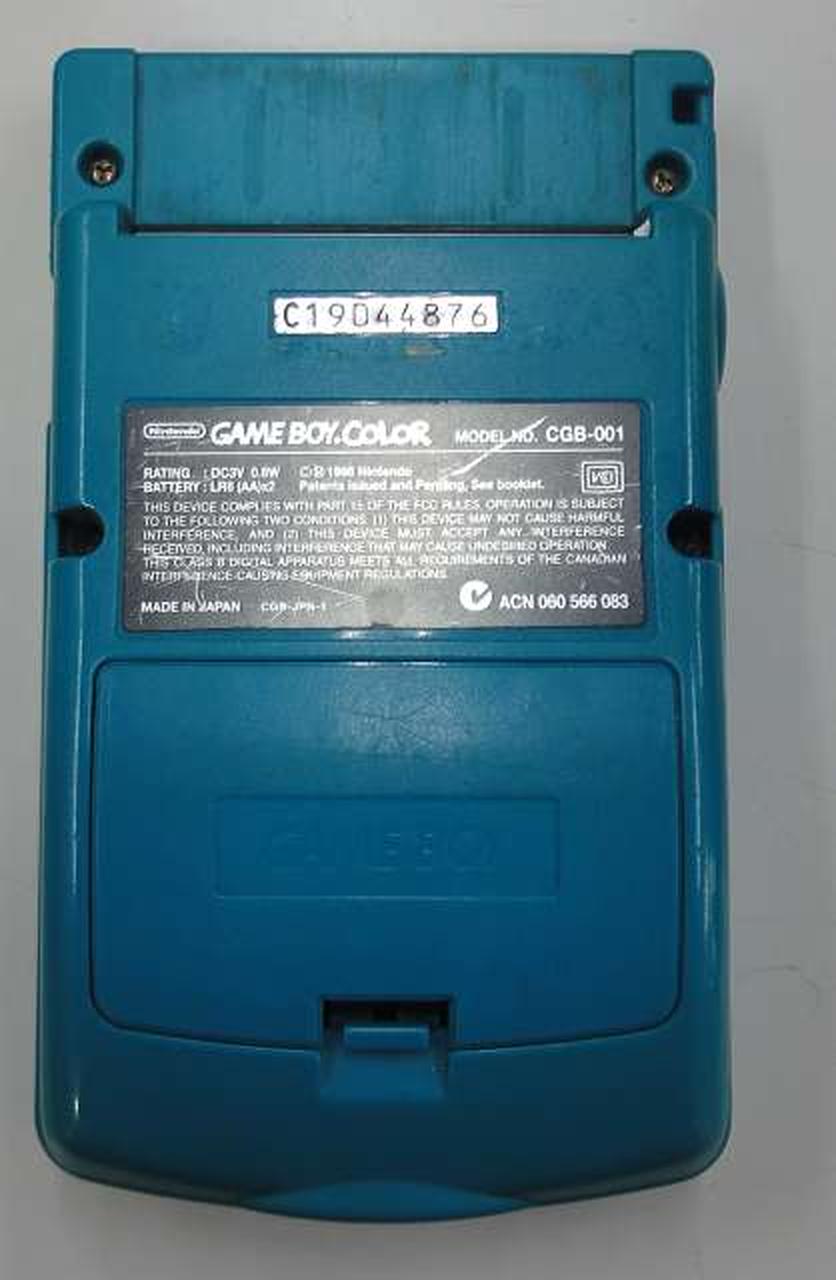 C19044876
Nintendo GAME BOY COLOR MODEL NO. CGB-001
RATING : DC3V 0.6W ©℗ 1998 Nintendo
BATTERY : LR6 (AA)x2 Patents issued and Pending, See booklet.
THIS DEVICE COMPLIES WITH PART 15 OF THE FCC RULES. OPERATION IS SUBJECT
TO THE FOLLOWING TWO CONDITIONS. (1) THIS DEVICE MAY NOT CAUSE HARMFUL
INTERFERENCE, AND (2) THIS DEVICE MUST ACCEPT ANY INTERFERENCE
RECEIVED, INCLUDING INTERFERENCE THAT MAY CAUSE UNDESIRED OPERATION.
THIS CLASS B DIGITAL APPARATUS MEETS ALL REQUIREMENTS OF THE CANADIAN
INTERFERENCE-CAUSING EQUIPMENT REGULATIONS.
MADE IN JAPAN CGB-JPN-1 ACN 060 566 083